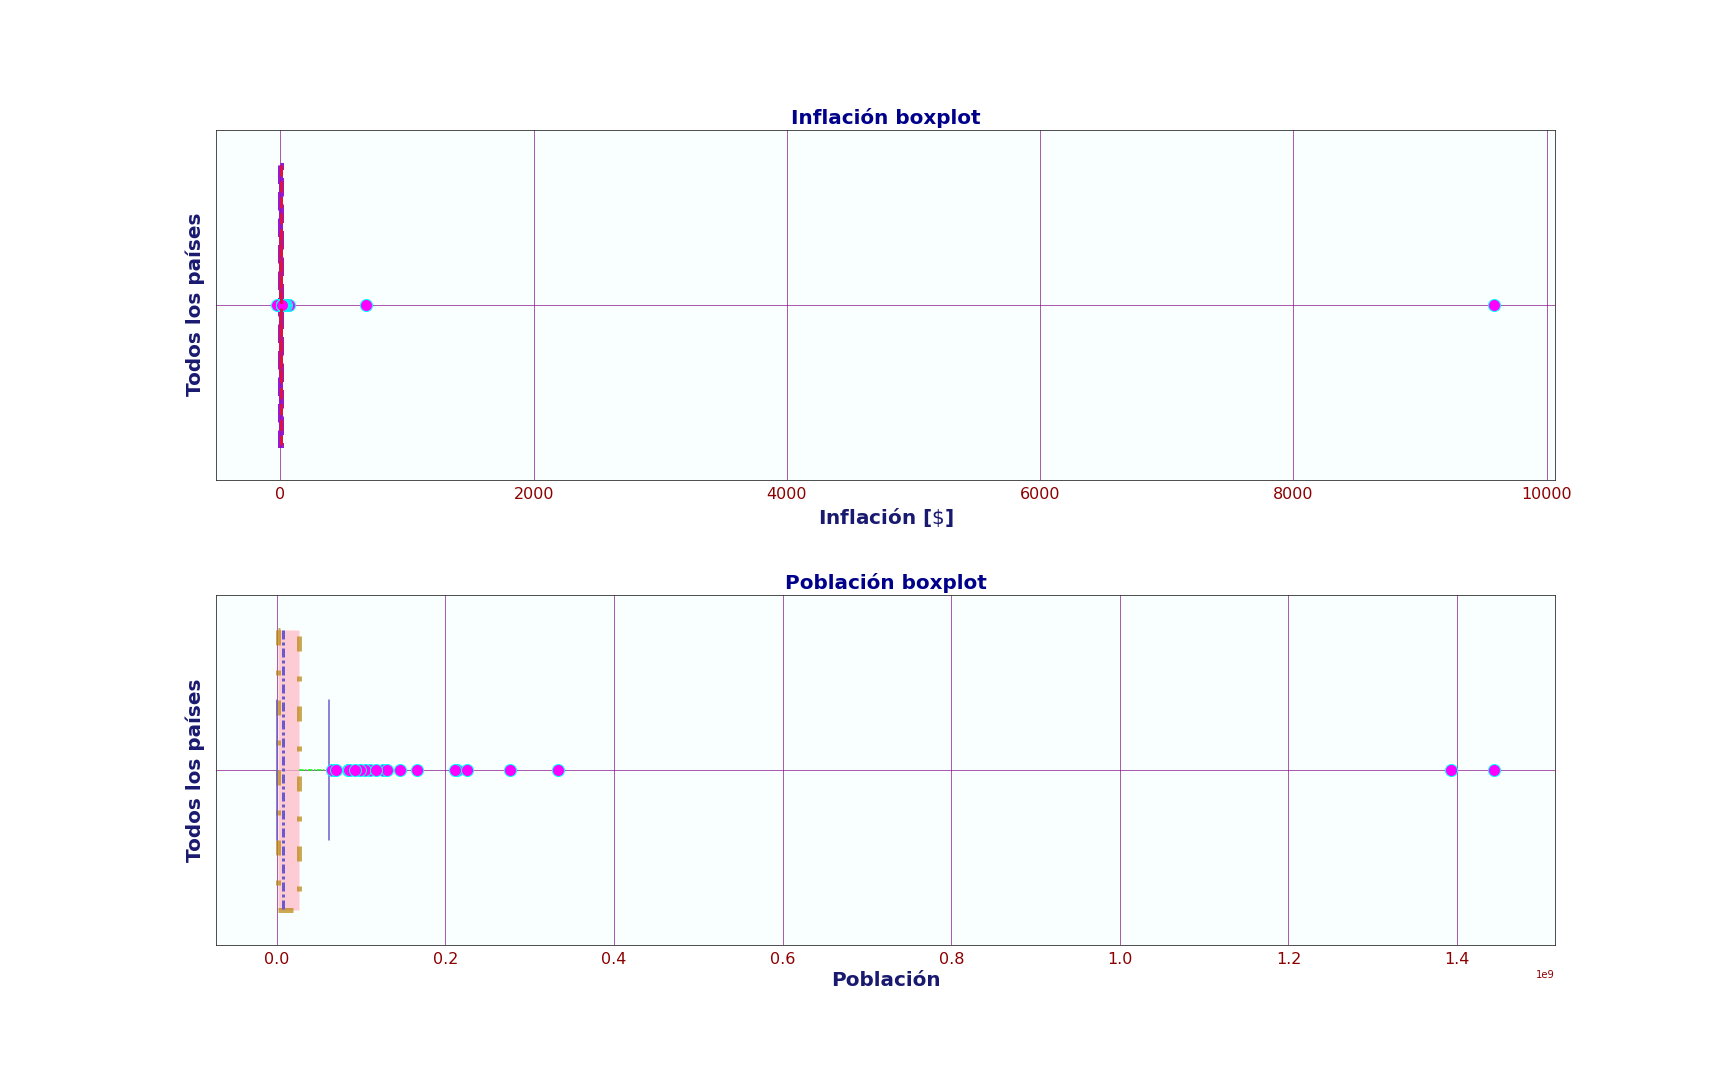 Inflación boxplot
Todos los países
0 2000 4000 6000 8000 10000
Inflación [$]
Población boxplot
Todos los países
0.0 0.2 0.4 0.6 0.8 1.0 1.2 1.4
1e9
Población